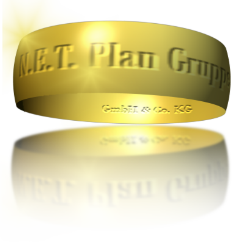 N.E.T. Plan Gruppe
GmbH & Co. KG